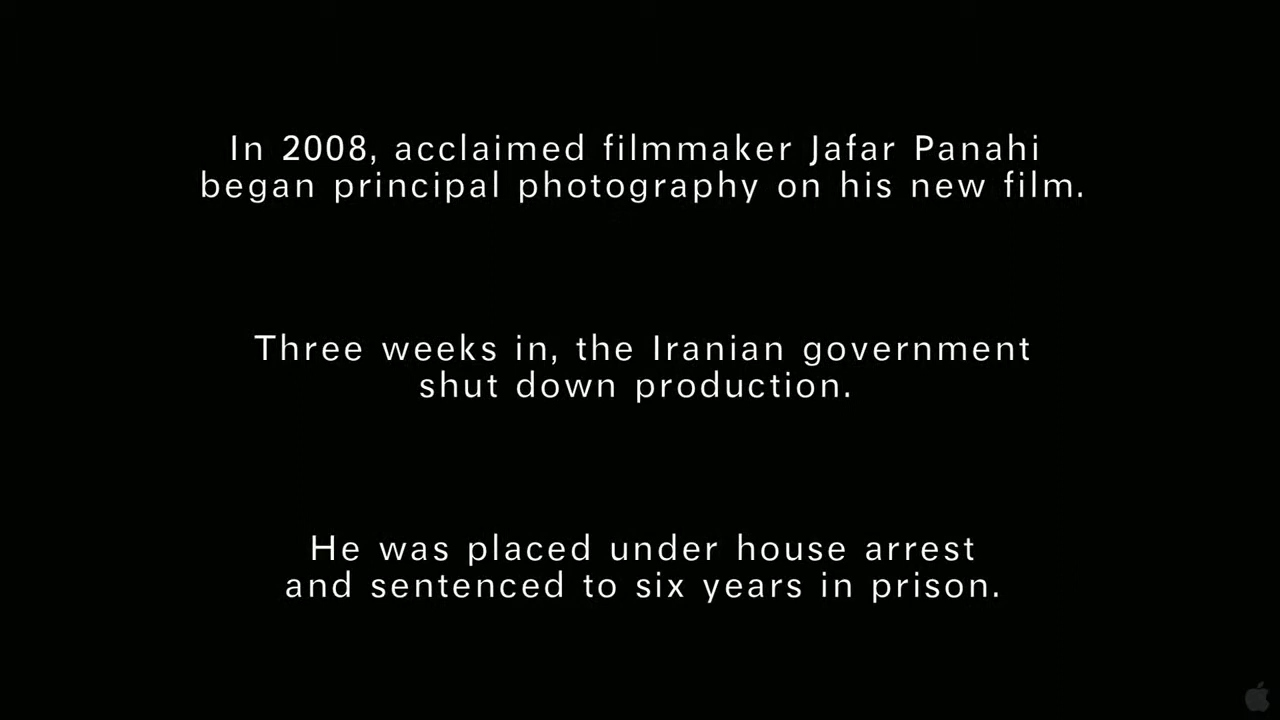 In 2008, acclaimed filmmaker Jafar Panahi
began principal photography on his new film.
Three weeks in, the Iranian government
shut down production.
He was placed under house arrest
and sentenced to six years in prison.